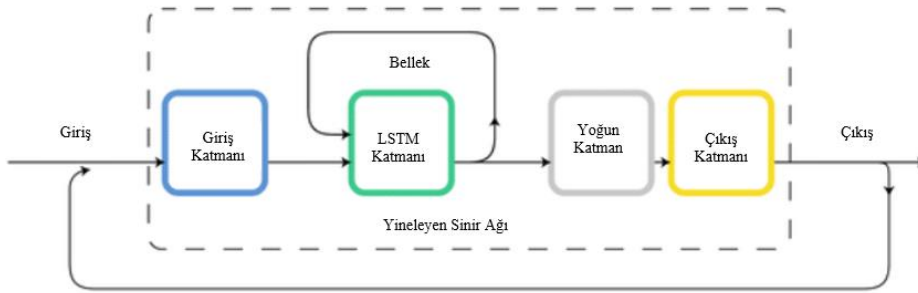 Bellek
Giriş
Giriş
Katmanı
LSTM
Katmanı
Yoğun
Katman
Çıkış
Katmanı
Çıkış
Yineleyen Sinir Ağı